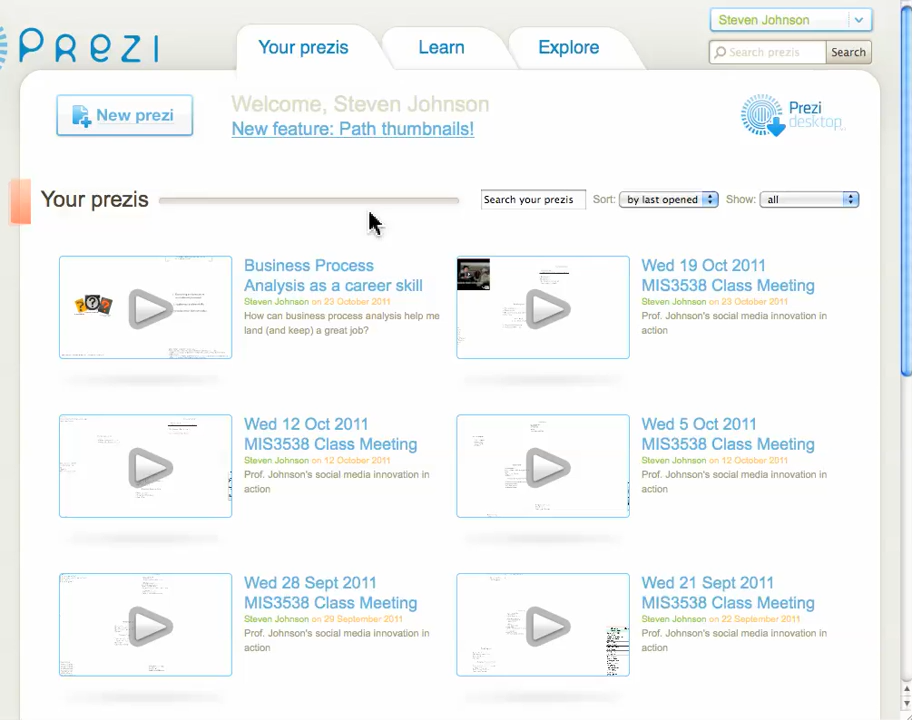 Prezi
Your prezis
Learn
Explore
Steven Johnson
Search prezis
Search
New prezi
Welcome, Steven Johnson
New feature: Path thumbnails!
Prezi
desktop
Your prezis
Search your prezis
Sort:
by last opened
Show:
all
Business Process
Analysis as a career skill
Steven Johnson on 23 October 2011
How can business process analysis help me
land (and keep) a great job?
Wed 19 Oct 2011
MIS3538 Class Meeting
Steven Johnson on 23 October 2011
Prof. Johnson's social media innovation in
action
Wed 12 Oct 2011
MIS3538 Class Meeting
Steven Johnson on 12 October 2011
Prof. Johnson's social media innovation in
action
Wed 5 Oct 2011
MIS3538 Class Meeting
Steven Johnson on 12 October 2011
Prof. Johnson's social media innovation in
action
Wed 28 Sept 2011
MIS3538 Class Meeting
Steven Johnson on 29 September 2011
Prof. Johnson's social media innovation in
action
Wed 21 Sept 2011
MIS3538 Class Meeting
Steven Johnson on 22 September 2011
Prof. Johnson's social media innovation in
action